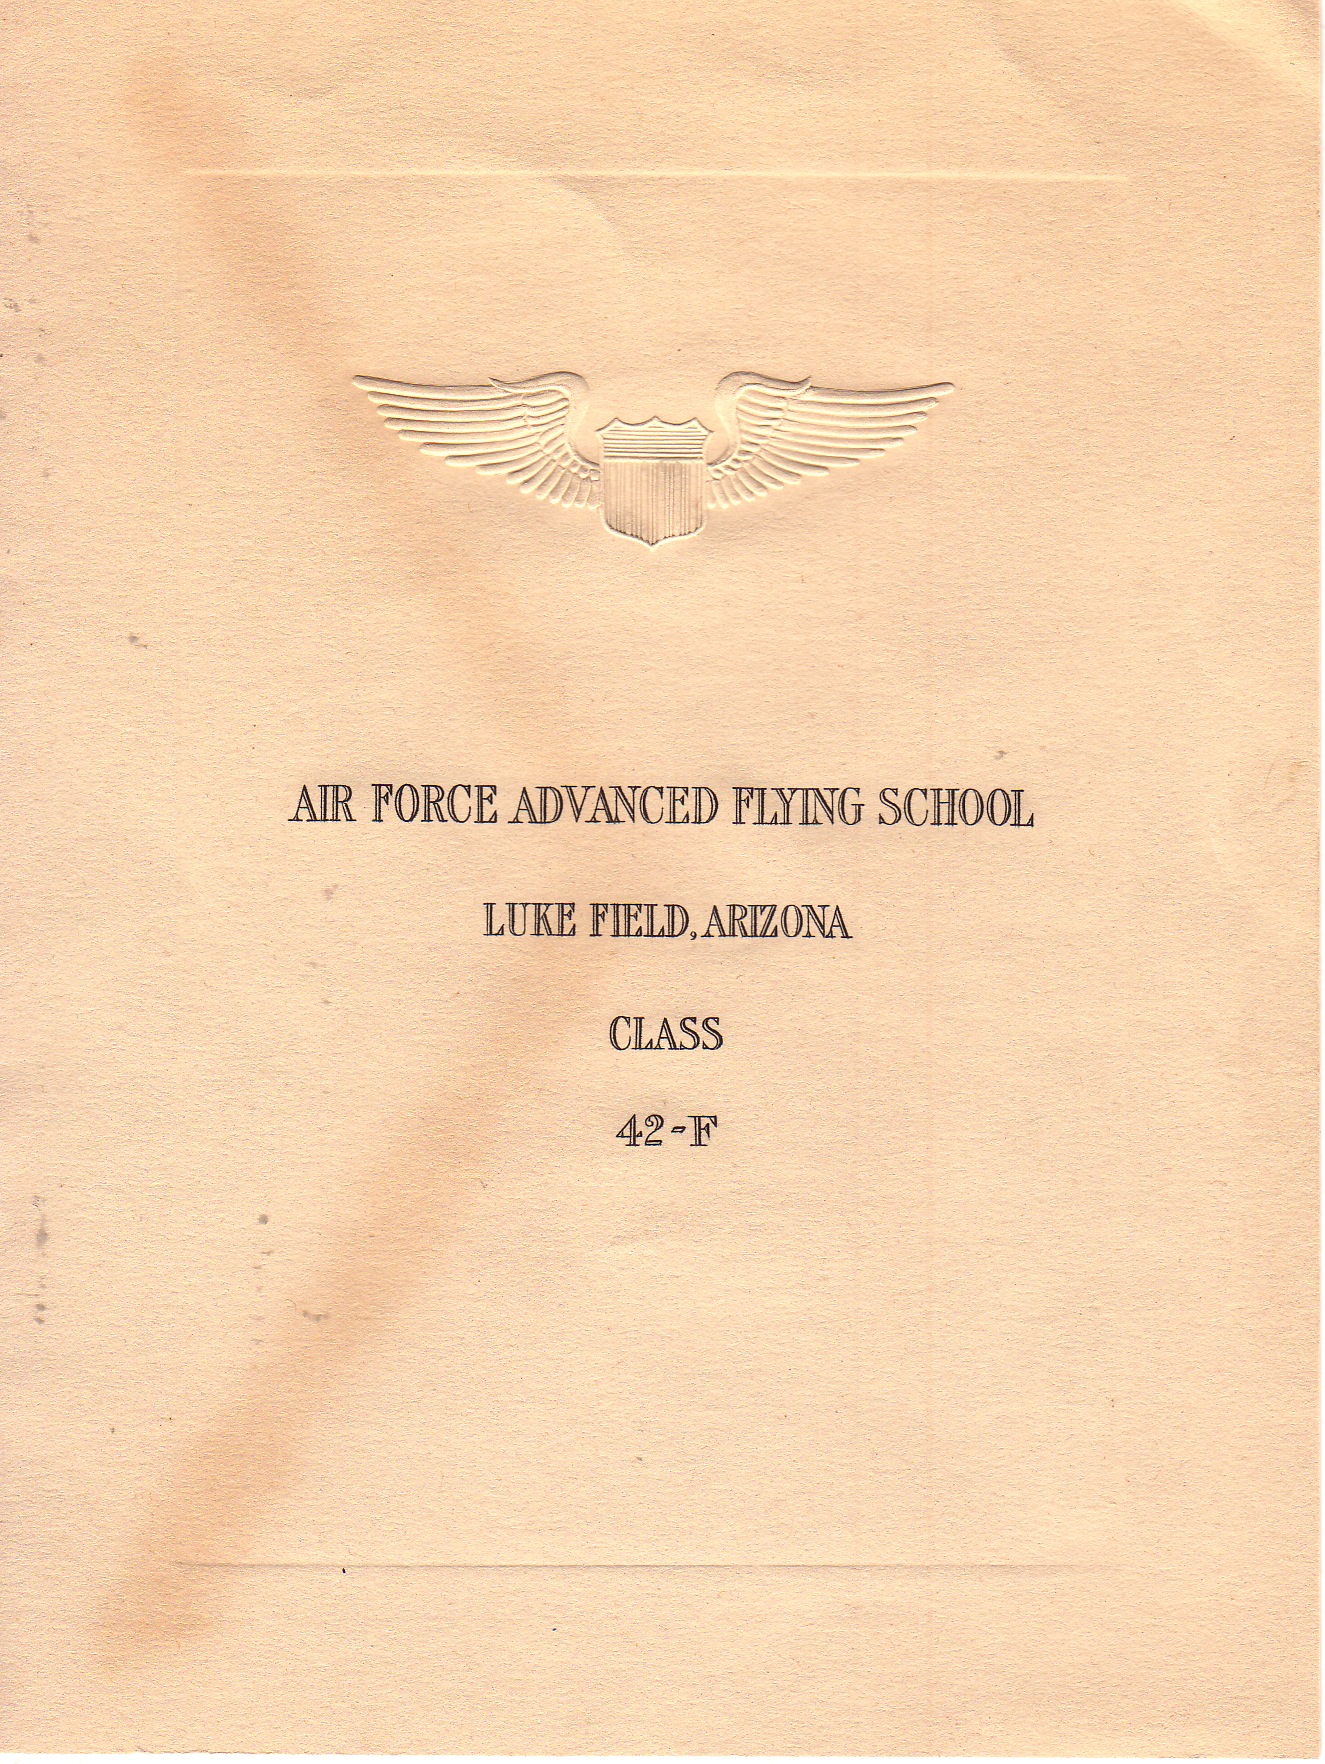 AIR FORCE ADVANCED FLYING SCHOOL
LUKE FIELD, ARIZONA
CLASS
42-F